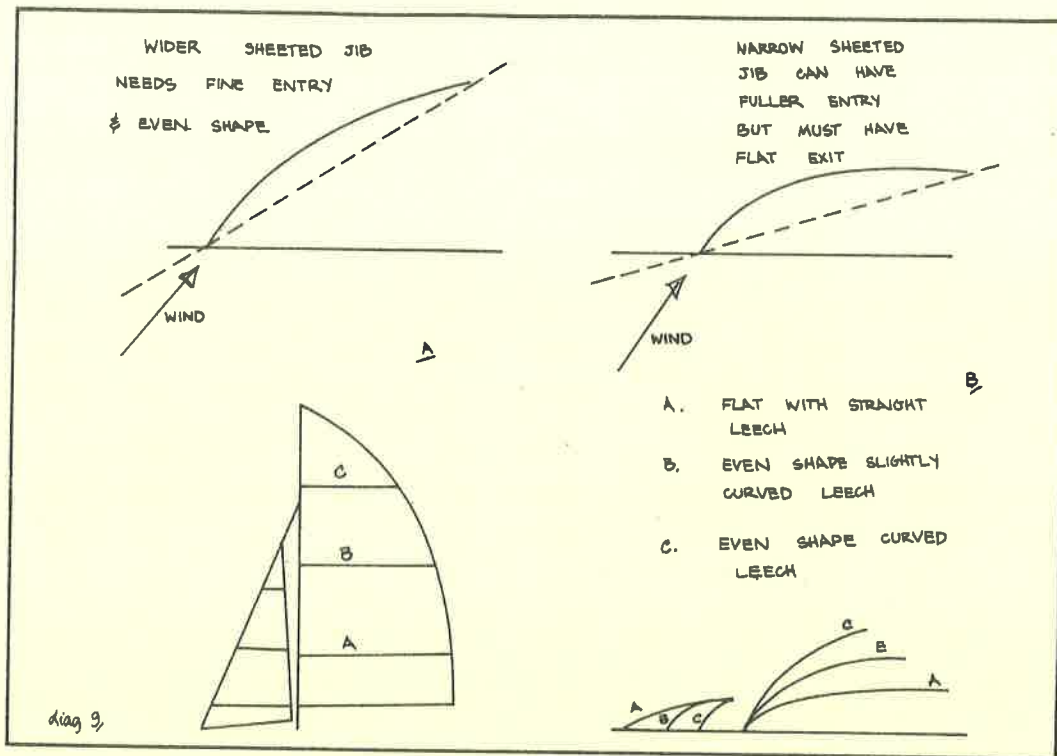 WIDER SHEETED JIB
NEEDS FINE ENTRY
& EVEN SHAPE
WIND
A
NARROW SHEETED
JIB CAN HAVE
FULLER ENTRY
BUT MUST HAVE
FLAT EXIT
WIND
B
A. FLAT WITH STRAIGHT
LEECH
B. EVEN SHAPE SLIGHTLY
CURVED LEECH
C. EVEN SHAPE CURVED
LEECH
C
B
A
C
E
A
A
B
C
diag 9,